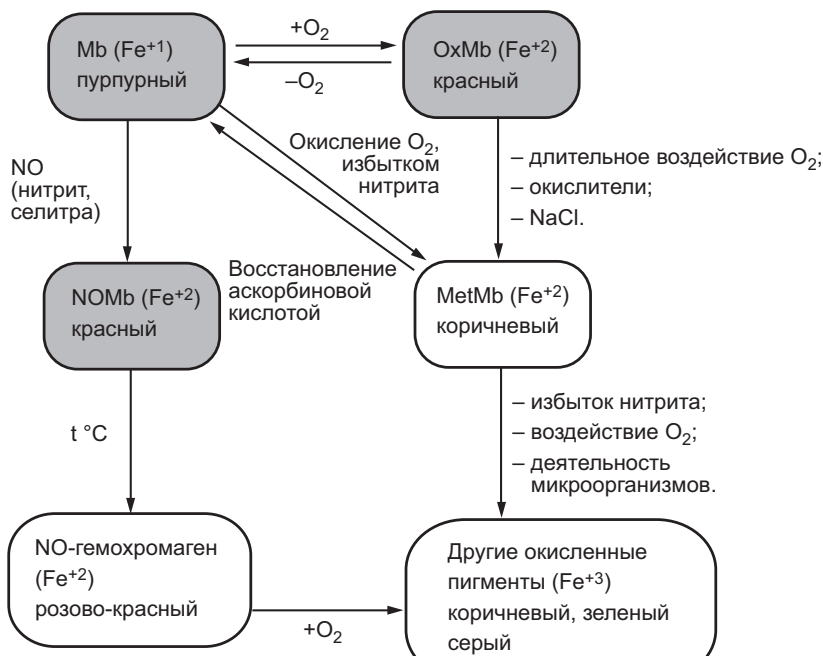 Mb (Fe+1)
пурпурный
+O2
–O2
OxMb (Fe+2)
красный
NO
(нитрит,
селитра)
Окисление O2,
избытком
нитрита
– длительное воздействие O2;
– окислители;
– NaCl.
Восстановление
аскорбиновой
кислотой
NOMb (Fe+2)
красный
MetMb (Fe+2)
коричневый
t °C
– избыток нитрита;
– воздействие O2;
– деятельность
микроорганизмов.
NO-гемохромаген
(Fe+2)
розово-красный
+O2
Другие окисленные
пигменты (Fe+3)
коричневый, зеленый
серый